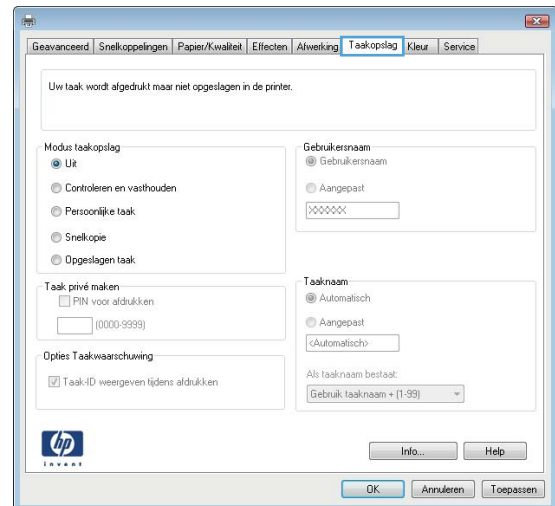 Geavanceerd Snelkoppelingen Papier/Kwaliteit Effecten Afwerking Taakopslag Kleur Service
Uw taak wordt afgedrukt maar niet opgeslagen in de printer.
Modus taakopslag
Uit
Controleren en vasthouden
Persoonlijke taak
Snelkopie
Opgeslagen taak
Gebruikersnaam
Gebruikersnaam
Aangepast
XXXXXX
Taak privé maken
PIN voor afdrukken
(0000-9999)
Taaknaam
Automatisch
Aangepast
<Automatisch>
Als taaknaam bestaat:
Gebruik taaknaam + (1-99)
Opties Taakwaarschuwing
Taak-ID weergeven tijdens afdrukken
hp
invent
Info... Help
OK Annuleren Toepassen